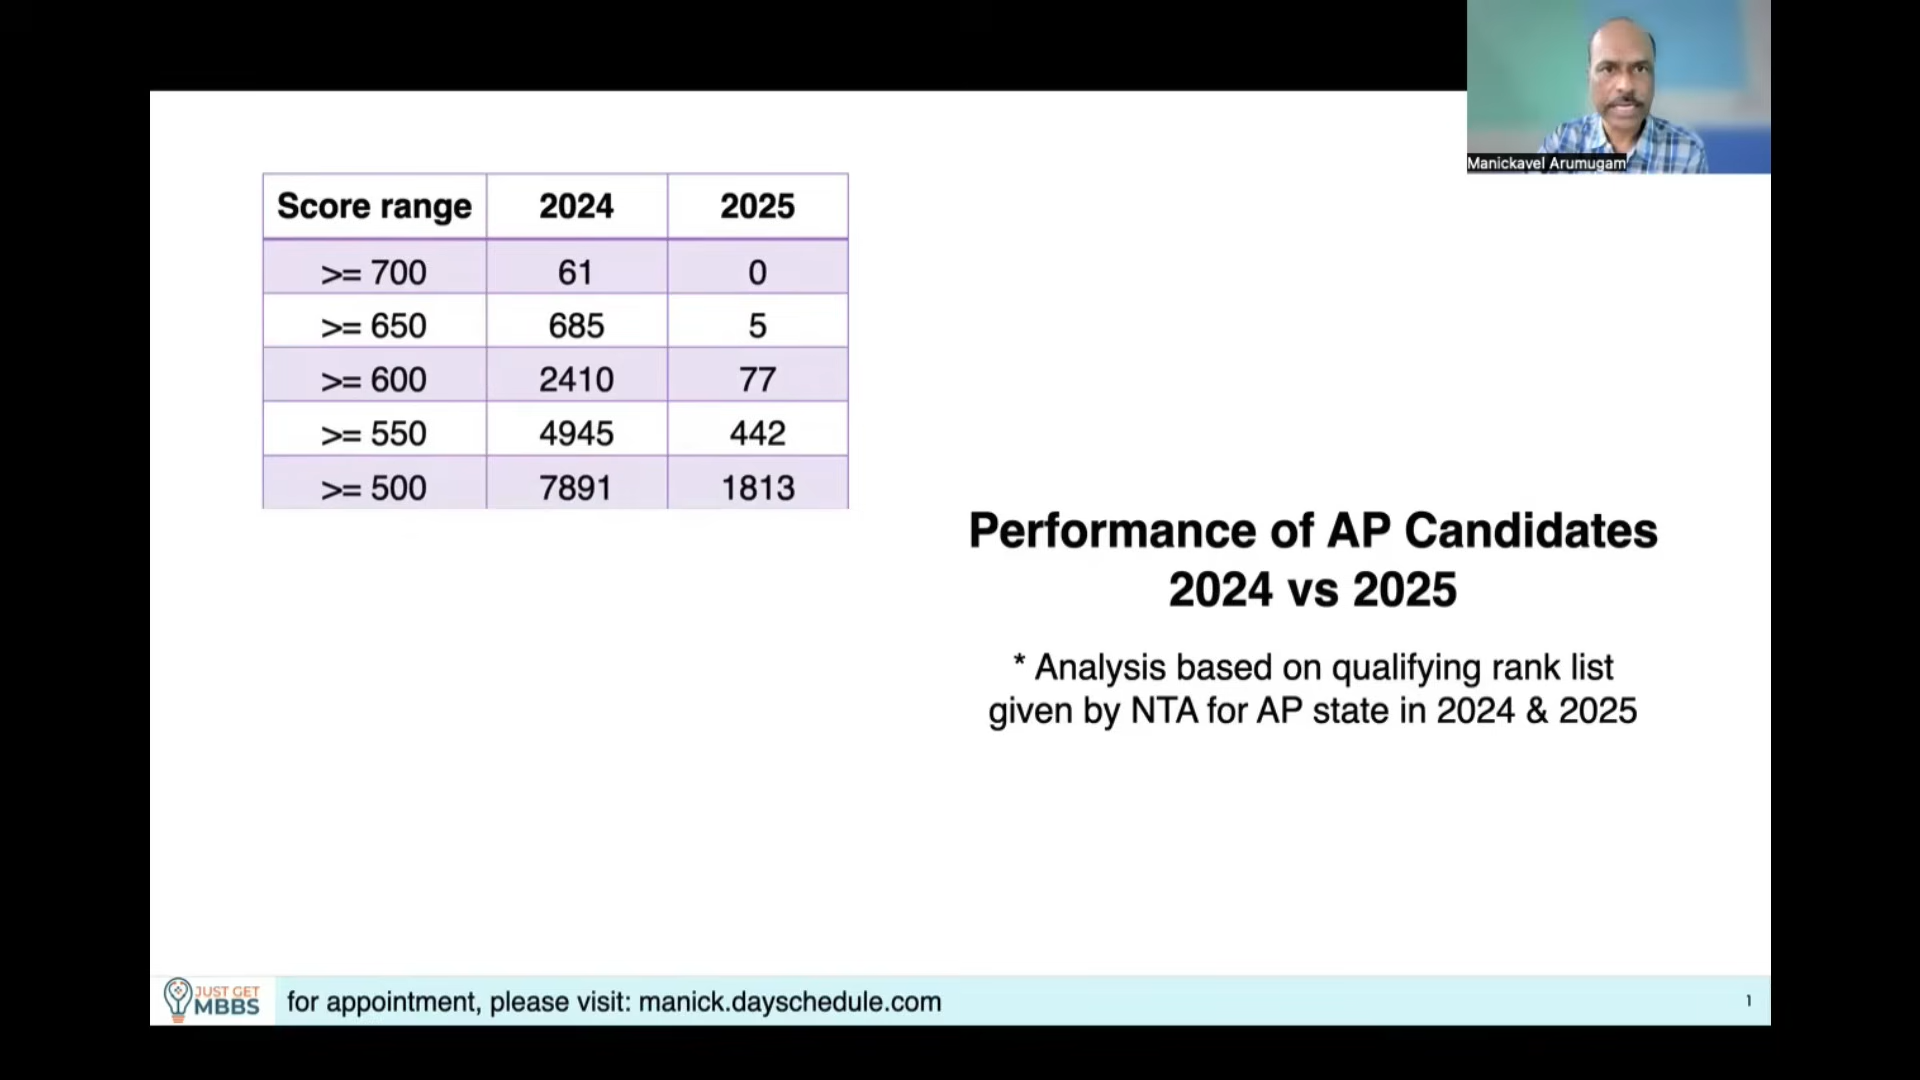 Manickavel Arumugam
Score range 2024 2025
>= 700 61 0
>= 650 685 5
>= 600 2410 77
>= 550 4945 442
>= 500 7891 1813
Performance of AP Candidates
2024 vs 2025
* Analysis based on qualifying rank list
given by NTA for AP state in 2024 & 2025
JUST GET
MBBS
for appointment, please visit: manick.dayschedule.com
1